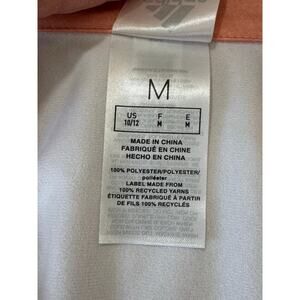 adidas
M
US F E
10/12 M M
MADE IN CHINA
FABRIQUÉ EN CHINE
HECHO EN CHINA
100% POLYESTER/POLYESTER/
poliéster
LABEL MADE FROM
100% RECYCLED YARNS
ÉTIQUETTE FABRIQUÉE À PARTIR
DE FILS 100% RECYCLÉS